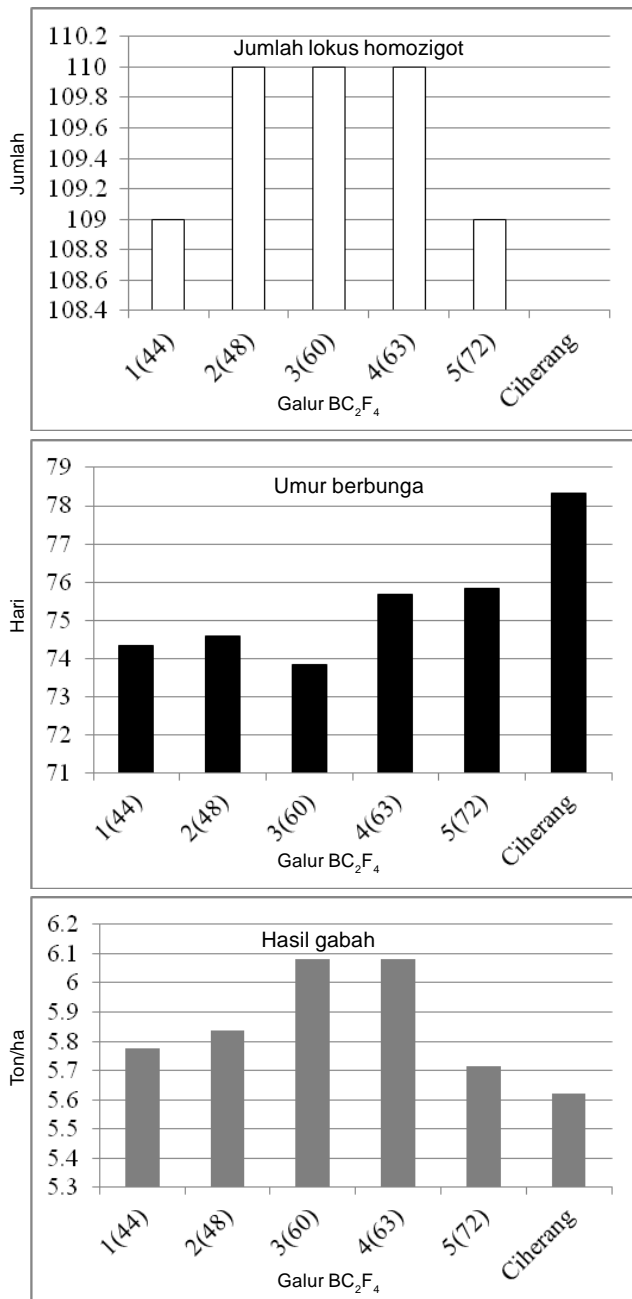 Jumlah lokus homozigot
Jumlah
110.2
110
109.8
109.6
109.4
109.2
109
108.8
108.6
108.4
1(44) 2(48) 3(60) 4(63) 5(72) Ciherang
Galur BC₂F₄
Umur berbunga
Hari
79
78
77
76
75
74
73
72
71
1(44) 2(48) 3(60) 4(63) 5(72) Ciherang
Galur BC₂F₄
Hasil gabah
Ton/ha
6.2
6.1
6
5.9
5.8
5.7
5.6
5.5
5.4
5.3
1(44) 2(48) 3(60) 4(63) 5(72) Ciherang
Galur BC₂F₄